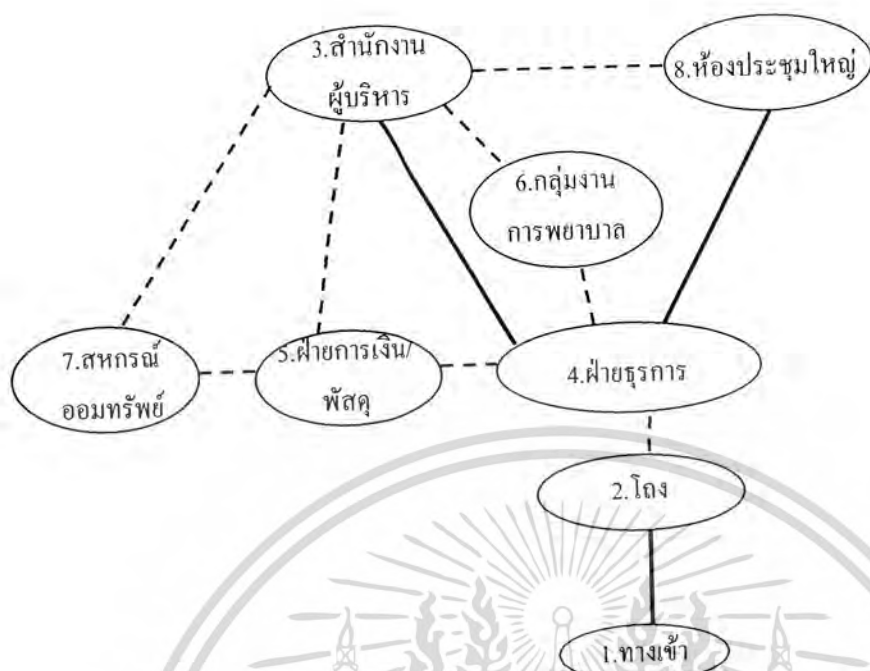 3.สำนักงาน
ผู้บริหาร
8.ห้องประชุมใหญ่
6.กลุ่มงาน
การพยาบาล
7.สหกรณ์
ออมทรัพย์
5.ฝ่ายการเงิน/
พัสดุ
4.ฝ่ายธุรการ
2.โถง
1.ทางเข้า